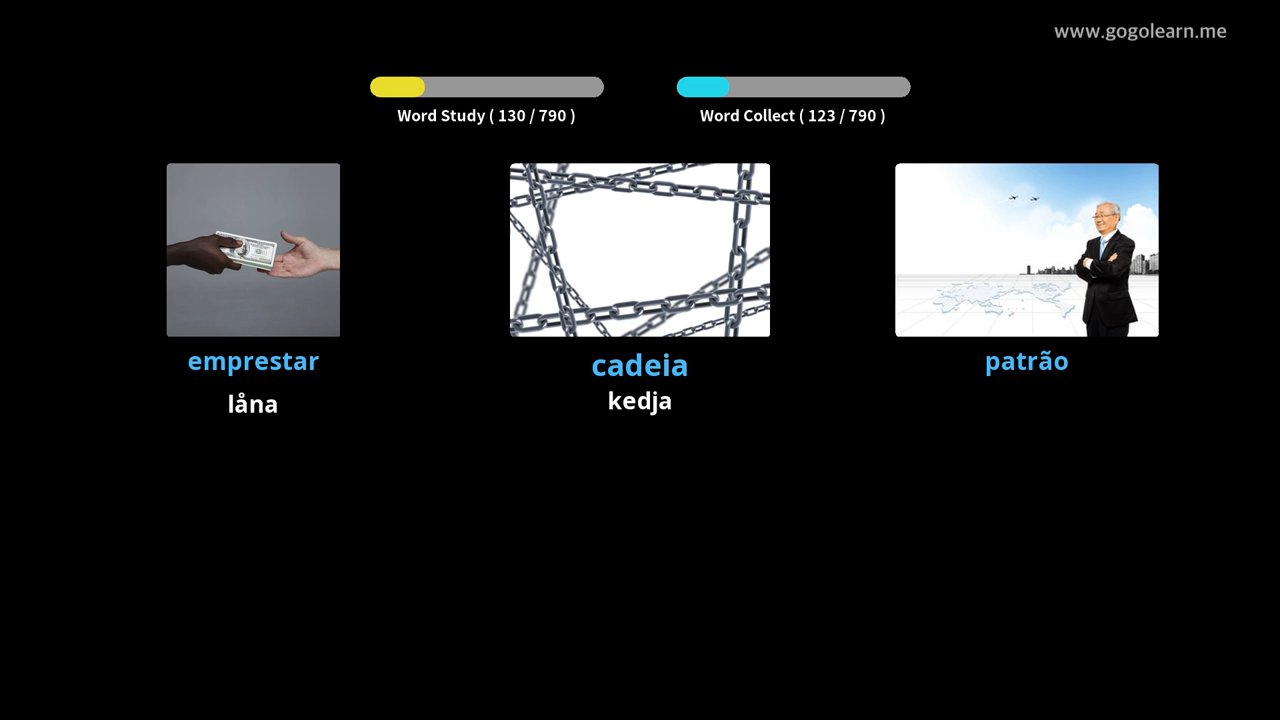 www.gogolearn.me
Word Study ( 130 / 790 )
Word Collect ( 123 / 790 )
emprestar
låna
cadeia
kedja
patrão